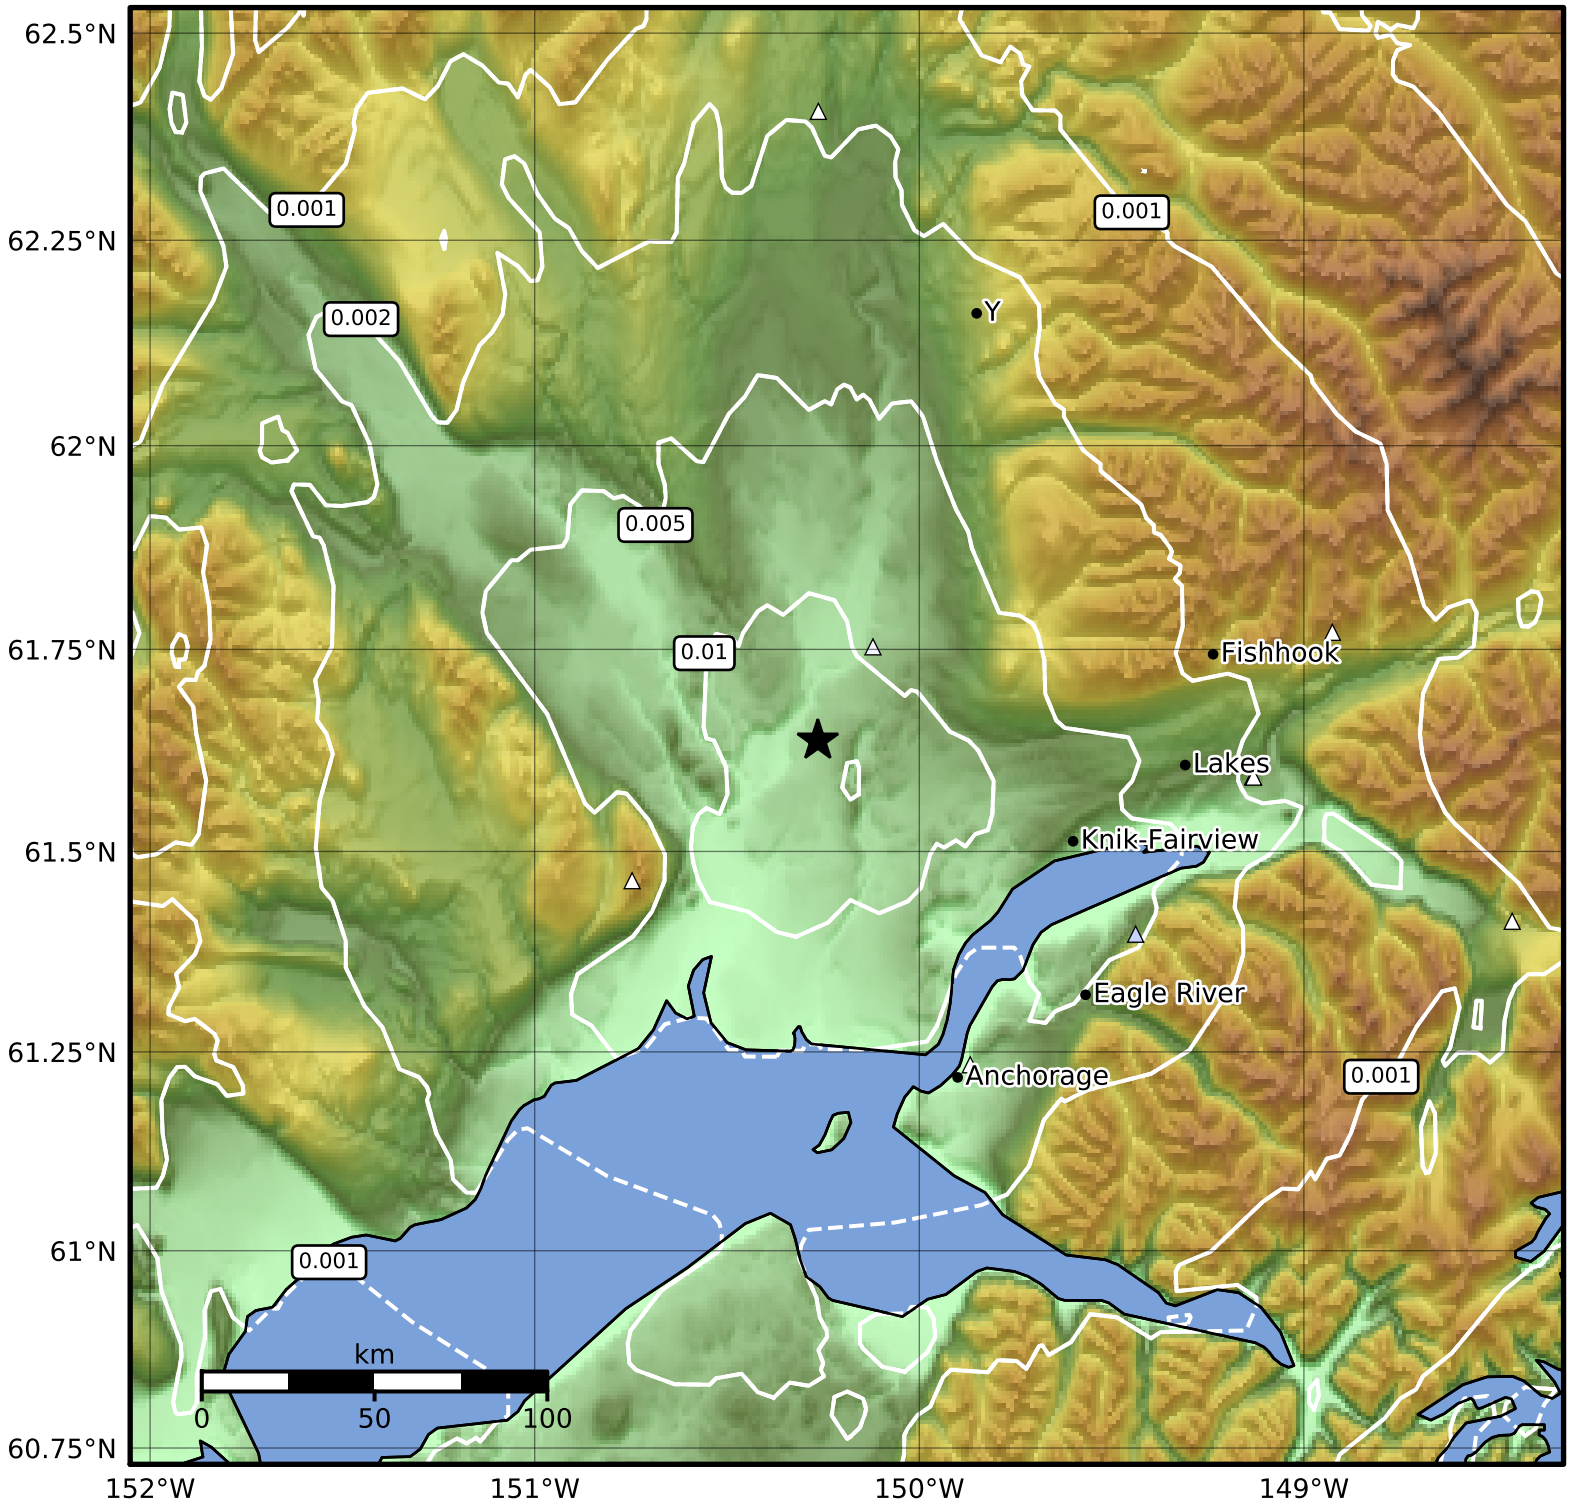 62.5°N
0.001
0.001
62.25°N
0.002
Y
62°N
0.005
61.75°N
0.01
Fishhook
Lakes
61.5°N
Knik-Fairview
Eagle River
61.25°N
Anchorage
0.001
61°N
0.001
km
0 50 100
60.75°N
152°W 151°W 150°W 149°W